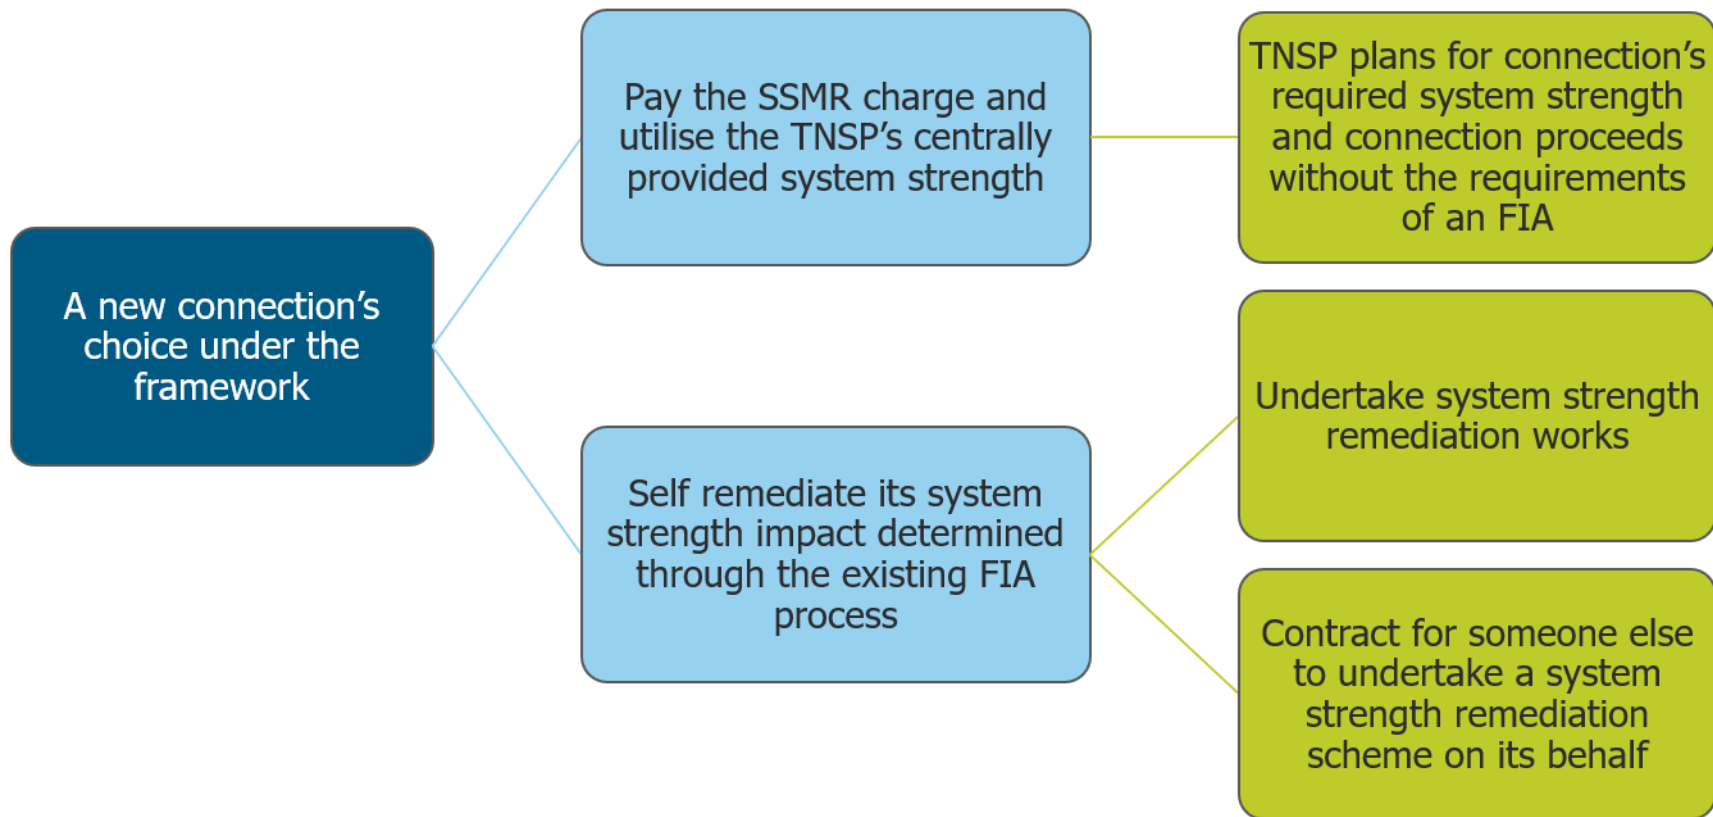 A new connection’s
choice under the
framework
Pay the SSMR charge and
utilise the TNSP’s centrally
provided system strength
TNSP plans for connection’s
required system strength
and connection proceeds
without the requirements
of an FIA
Self remediate its system
strength impact determined
through the existing FIA
process
Undertake system strength
remediation works
Contract for someone else
to undertake a system
strength remediation
scheme on its behalf